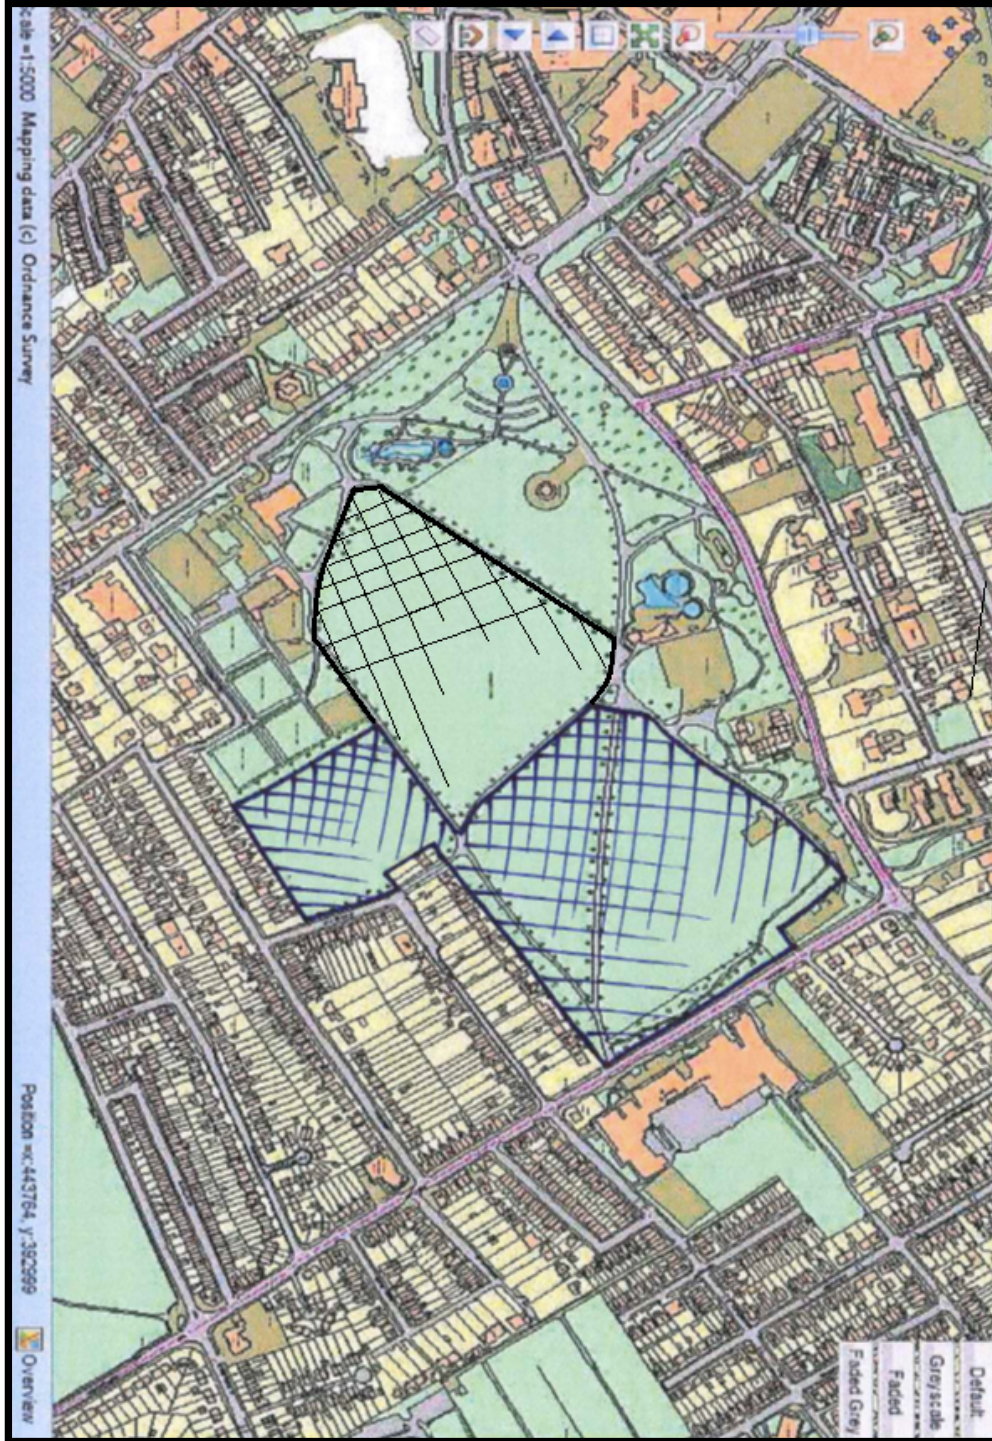 Scale =1:5000 Mapping data (c) Ordnance Survey
Position =x:443764, y:392999
Overview
Default
Greyscale
Faded
Faded Grey